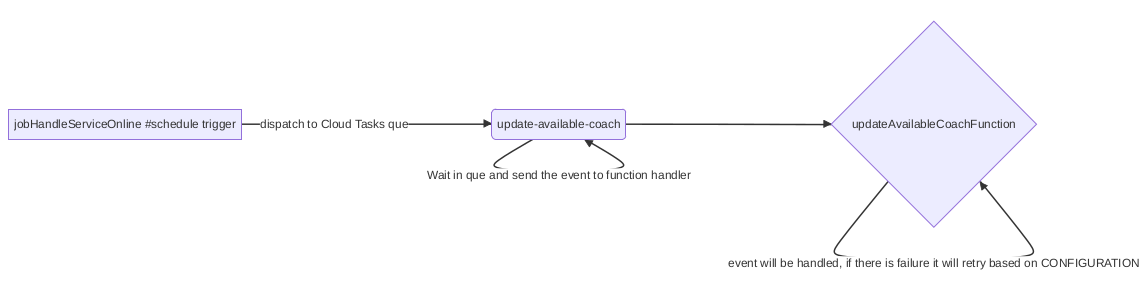 jobHandleServiceOnline #schedule trigger
dispatch to Cloud Tasks que
update-available-coach
updateAvailableCoachFunction
Wait in que and send the event to function handler
event will be handled, if there is failure it will retry based on CONFIGURATION